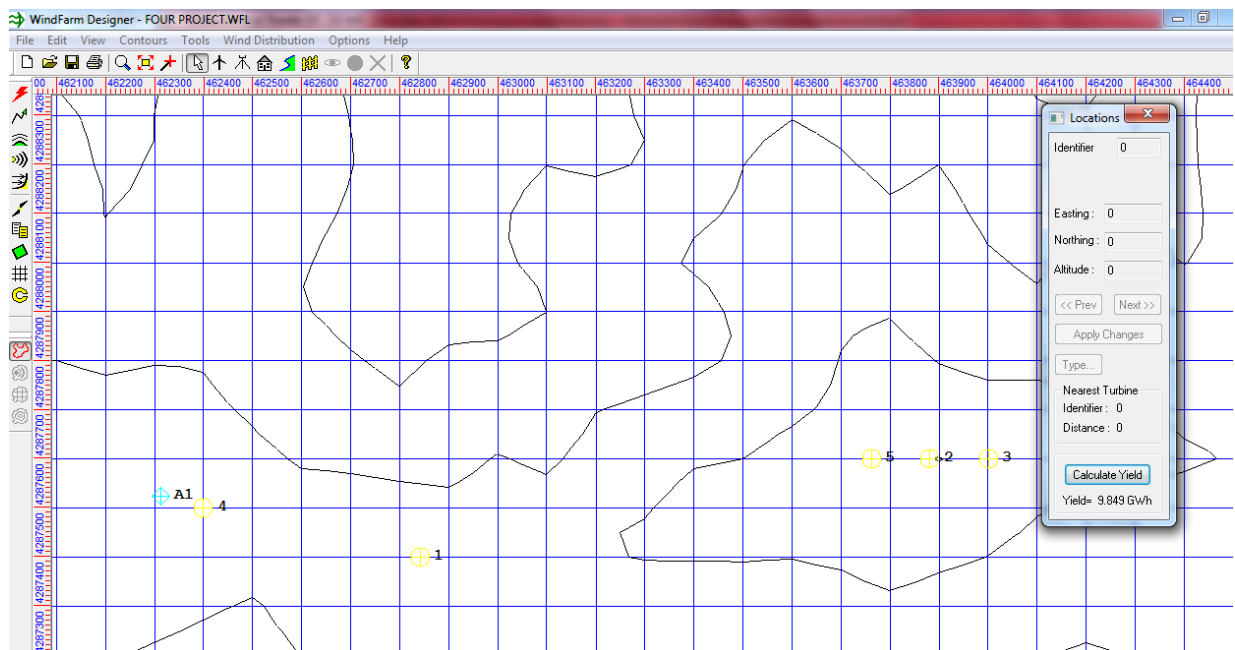 WindFarm Designer - FOUR PROJECT.WFL
File Edit View Contours Tools Wind Distribution Options Help
00 462100 462200 462300 462400 462500 462600 462700 462800 462900 463000 463100 463200 463300 463400 463500 463600 463700 463800 463900 464000 464100 464200 464300 464400
4288300
4288200
4288100
4288000
4287900
4287800
4287700
4287600
4287500
4287400
4287300
A1
4
1
5
2
3
Locations
Identifier 0
Easting : 0
Northing : 0
Altitude : 0
<< Prev Next >>
Apply Changes
Type...
Nearest Turbine
Identifier : 0
Distance : 0
Calculate Yield
Yield= 9.849 GWh